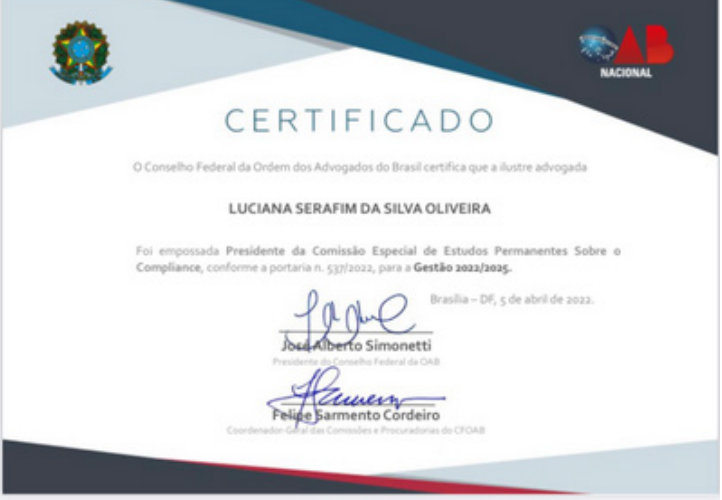 OAB
NACIONAL
CERTIFICADO
O Conselho Federal da Ordem dos Advogados do Brasil certifica que a ilustre advogada
LUCIANA SERAFIM DA SILVA OLIVEIRA
Foi empossada Presidente da Comissão Especial de Estudos Permanentes Sobre o
Compliance, conforme a portaria n. 537/2022, para a Gestão 2022/2025.
Brasília – DF, 5 de abril de 2022.
José Alberto Simonetti
Presidente do Conselho Federal da OAB
Felipe Sarmento Cordeiro
Coordenador-Geral das Comissões e Procuradorias do CFOAB